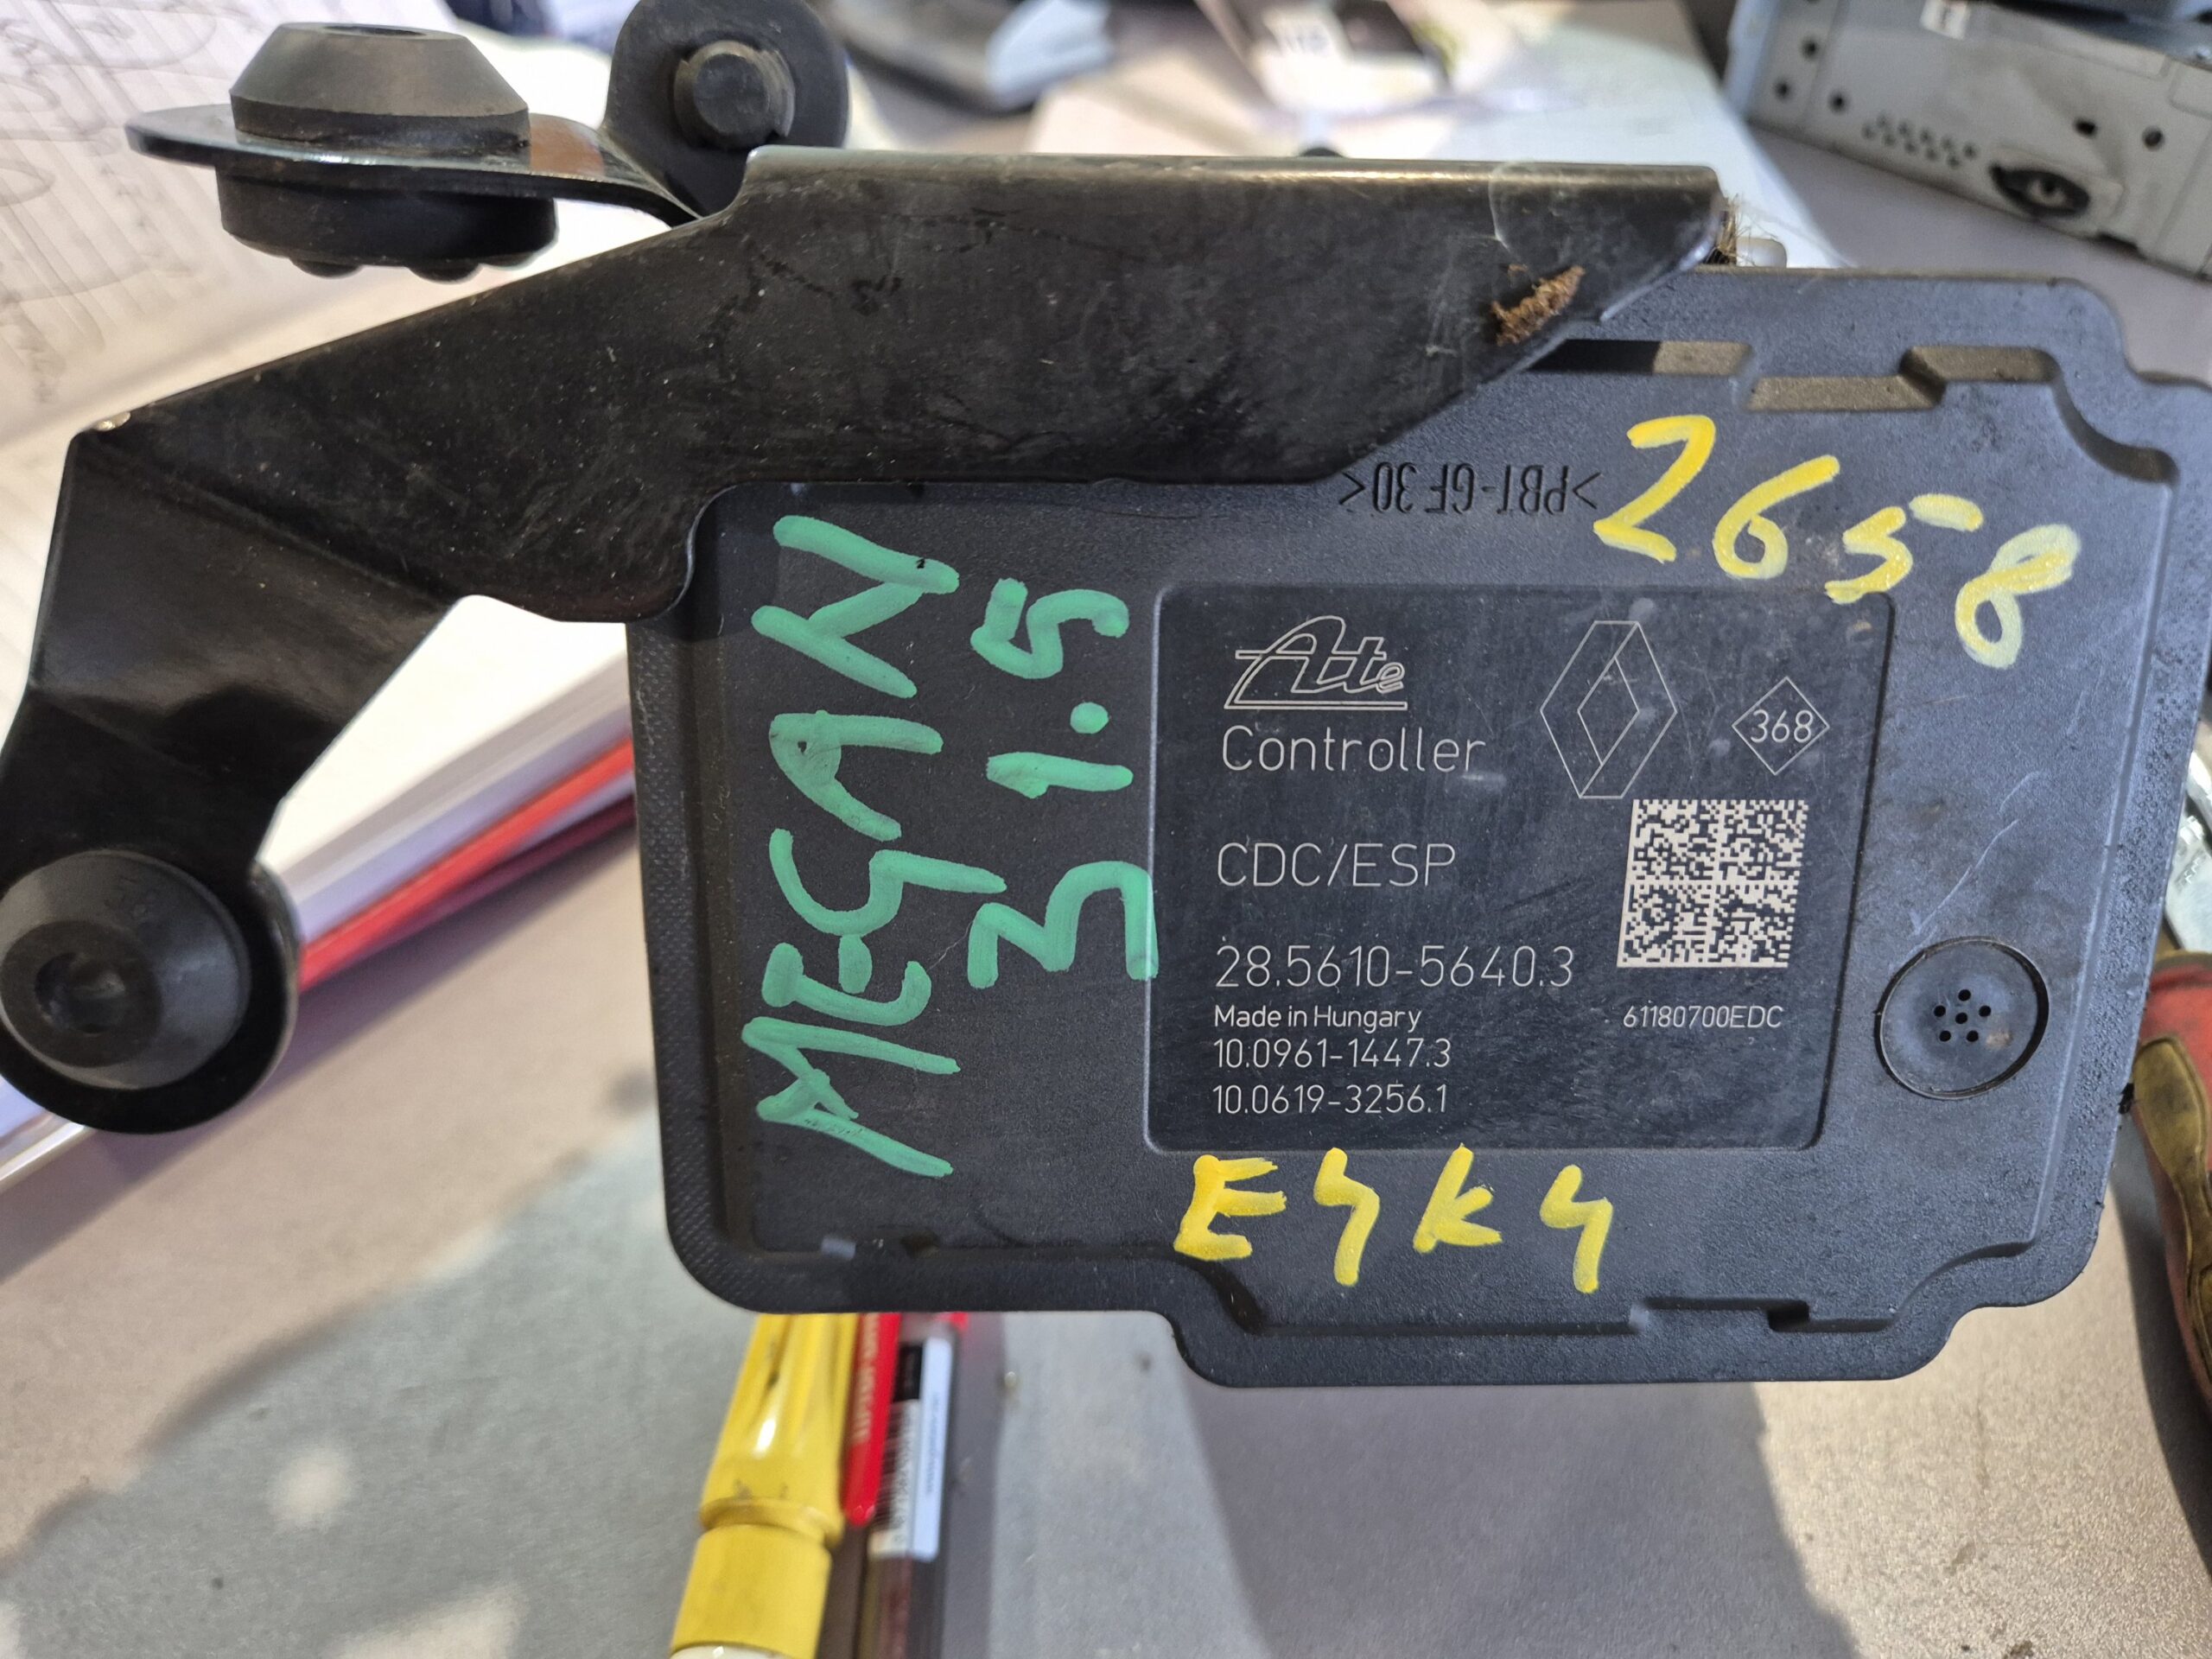 >PBT-GF30<
2658
MEGAN
3 1.5
Ate
Controller
368
CDC/ESP
28.5610-5640.3
Made in Hungary
61180700EDC
10.0961-1447.3
10.0619-3256.1
E4K4